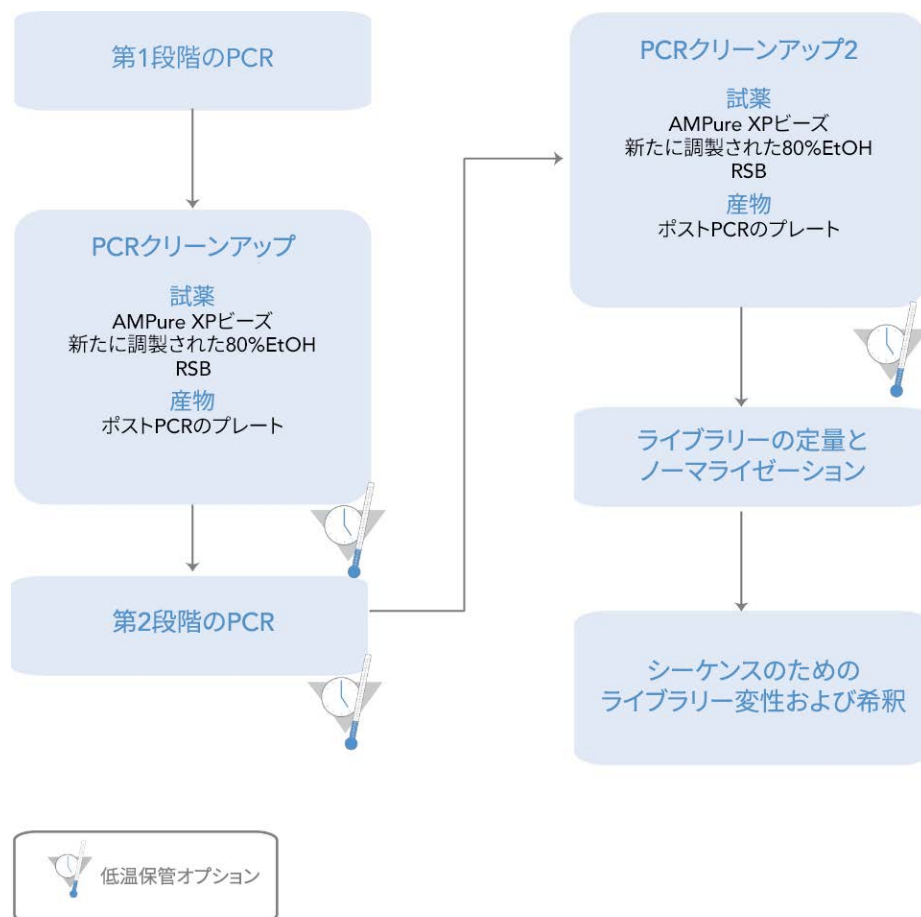 第1段階のPCR
PCRクリーンアップ
試薬
AMPure XPビーズ
新たに調製された80%EtOH
RSB
産物
ポストPCRのプレート
第2段階のPCR
PCRクリーンアップ2
試薬
AMPure XPビーズ
新たに調製された80%EtOH
RSB
産物
ポストPCRのプレート
ライブラリーの定量と
ノーマライゼーション
シーケンスのための
ライブラリー変性および希釈
低温保管オプション